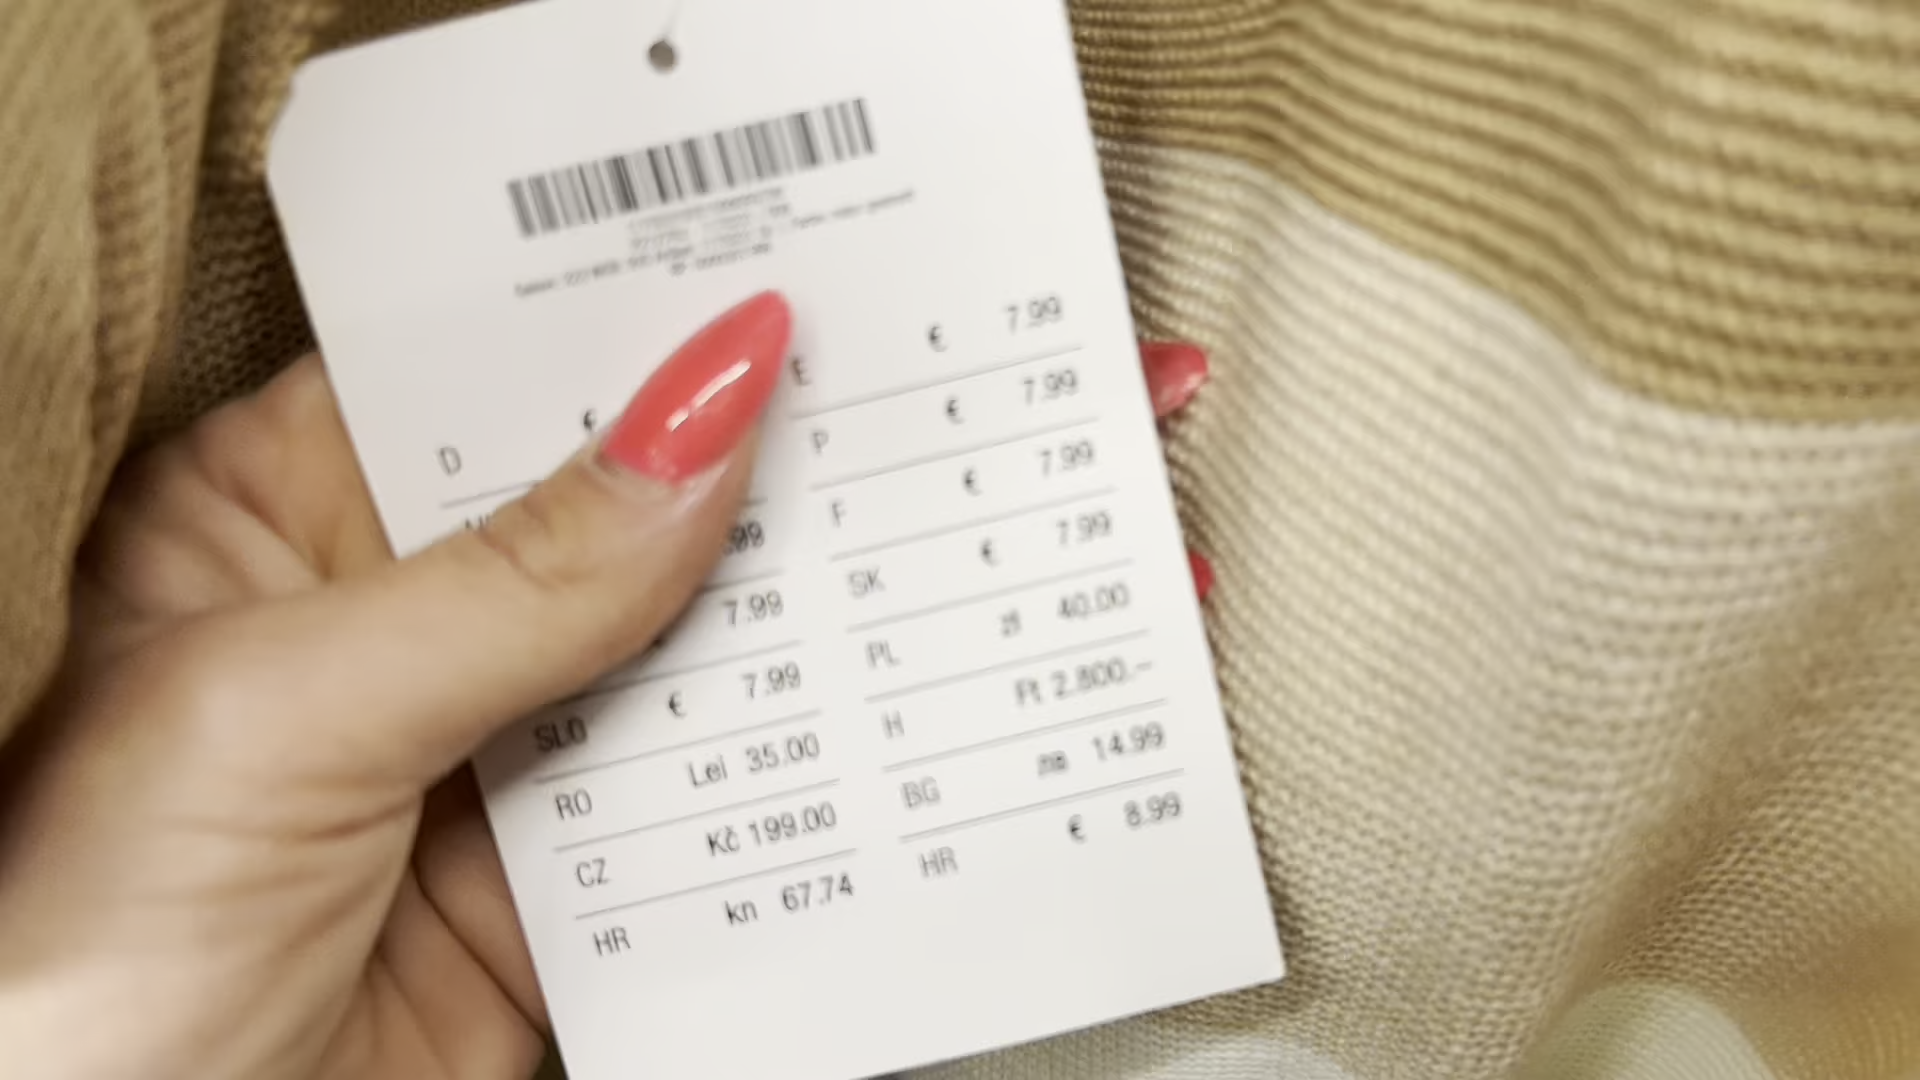 E € 7.99
D €
P € 7.99
.99
F € 7.99
7.99
SK € 7.99
SLO € 7.99
PL zł 40.00
RO Lei 35.00
H Ft 2.800.–
CZ Kč 199.00
BG лв 14.99
HR kn 67.74
HR € 8.99